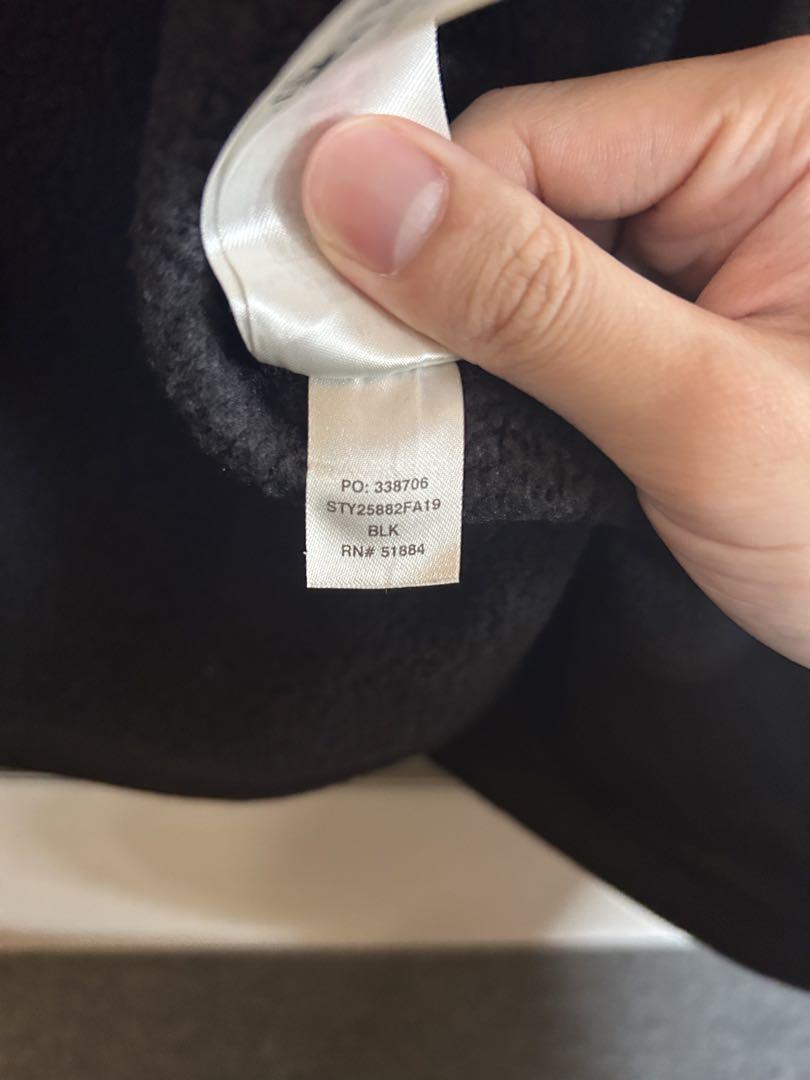 PO: 338706
STY25882FA19
BLK
RN# 51884